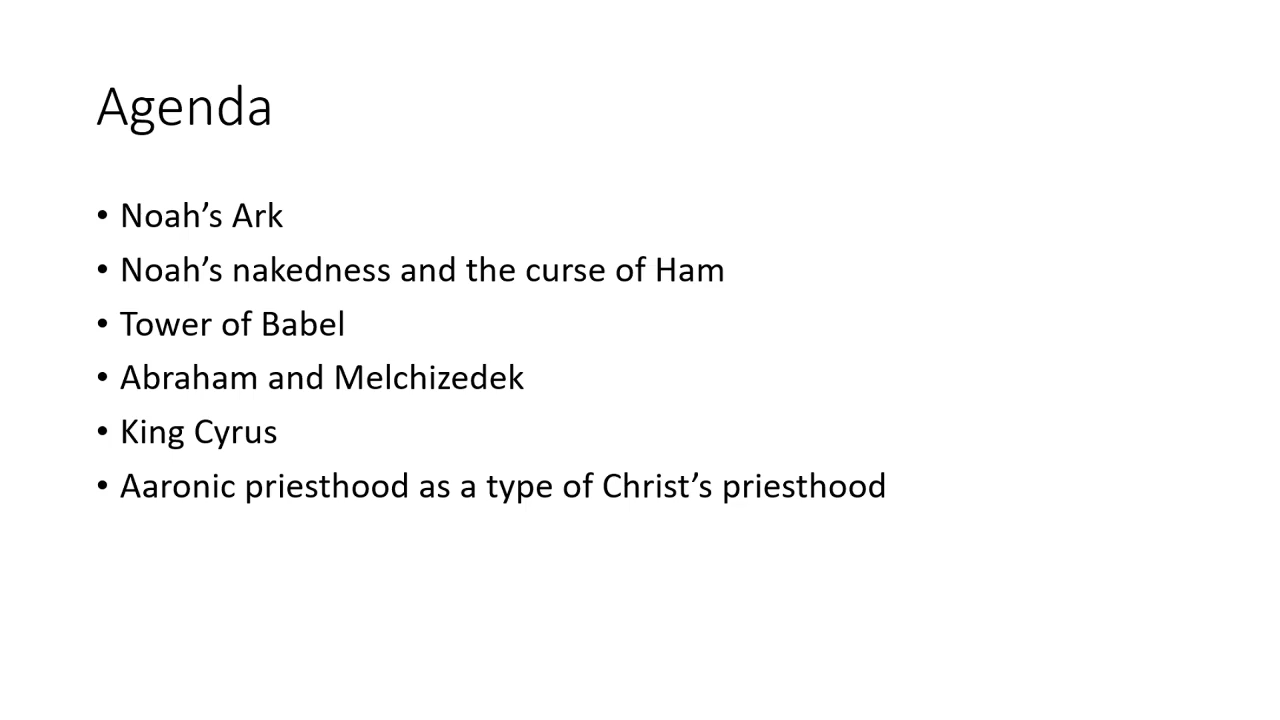 Agenda
• Noah’s Ark
• Noah’s nakedness and the curse of Ham
• Tower of Babel
• Abraham and Melchizedek
• King Cyrus
• Aaronic priesthood as a type of Christ’s priesthood